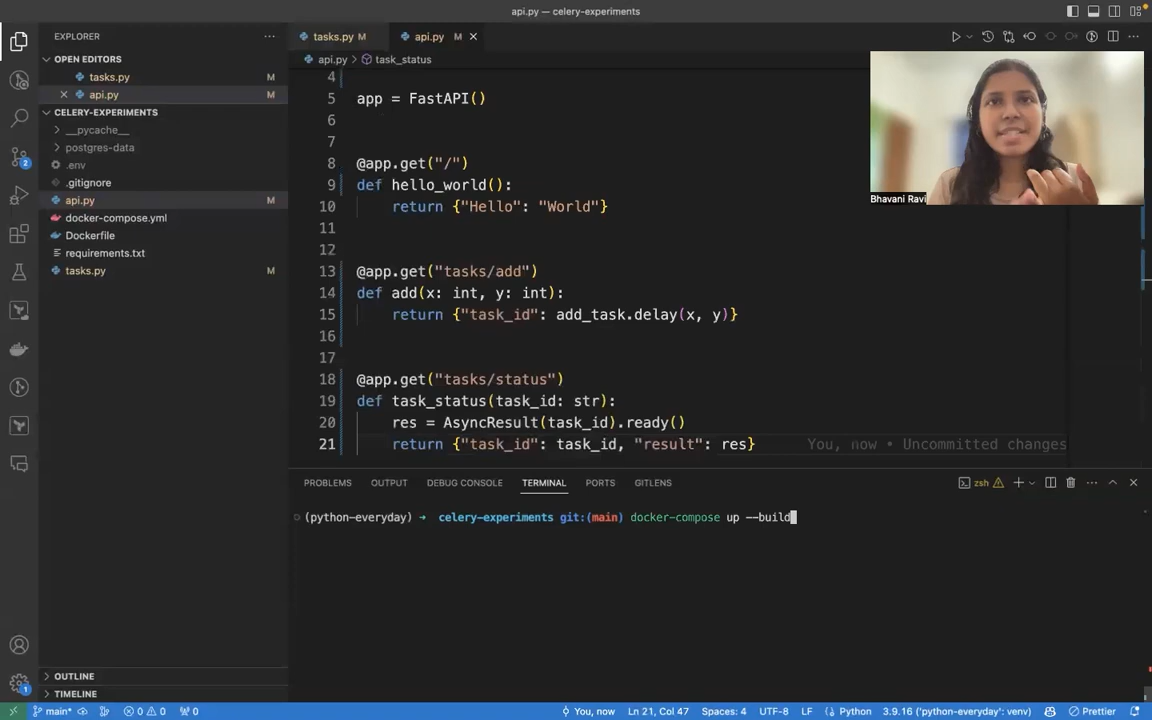 api.py — celery-experiments
EXPLORER
tasks.py M
api.py M
OPEN EDITORS
api.py > task_status
tasks.py M
api.py M
CELERY-EXPERIMENTS
__pycache__
postgres-data
.env
.gitignore
api.py M
docker-compose.yml
Dockerfile
requirements.txt
tasks.py M
4
5 app = FastAPI()
6
7
8 @app.get("/")
9 def hello_world():
10 return {"Hello": "World"}
11
12
13 @app.get("tasks/add")
14 def add(x: int, y: int):
15 return {"task_id": add_task.delay(x, y)}
16
17
18 @app.get("tasks/status")
19 def task_status(task_id: str):
20 res = AsyncResult(task_id).ready()
21 return {"task_id": task_id, "result": res} You, now • Uncommitted changes
Bhavani Ravi
PROBLEMS OUTPUT DEBUG CONSOLE TERMINAL PORTS GITLENS
zsh
(python-everyday) → celery-experiments git:(main) docker-compose up --build
2
1
OUTLINE
TIMELINE
main* 0 0 0 You, now Ln 21, Col 47 Spaces: 4 UTF-8 LF Python 3.9.16 ('python-everyday': venv) Prettier